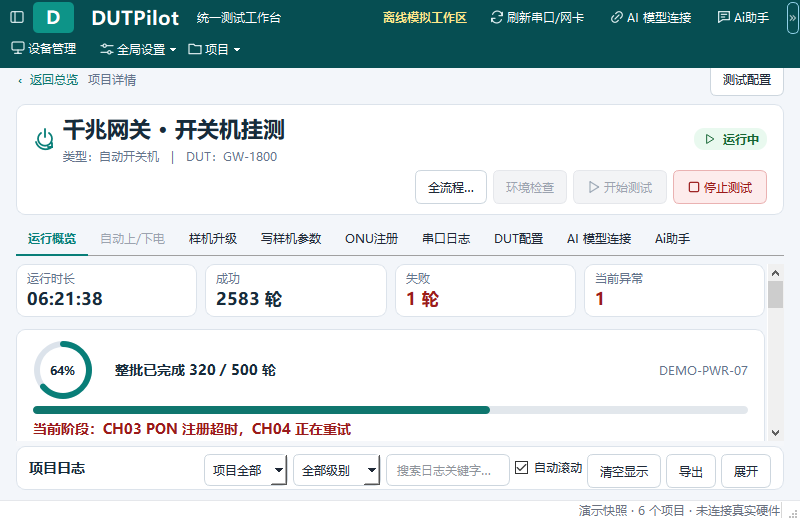 D DUTPilot 统一测试工作台 离线模拟工作区 刷新串口/网卡 AI 模型连接 Ai助手 »
设备管理 全局设置 项目
‹ 返回总览 项目详情 测试配置
千兆网关 · 开关机挂测
运行中
类型：自动开关机 | DUT：GW-1800
全流程... 环境检查 开始测试 停止测试
运行概览 自动上/下电 样机升级 写样机参数 ONU注册 串口日志 DUT配置 AI 模型连接 Ai助手
运行时长 成功 失败 当前异常
06:21:38 2583 轮 1 轮 1
64% 整批已完成 320 / 500 轮 DEMO-PWR-07
当前阶段：CH03 PON 注册超时，CH04 正在重试
项目日志 项目全部 全部级别 搜索日志关键字... 自动滚动 清空显示 导出 展开
演示快照 · 6 个项目 · 未连接真实硬件